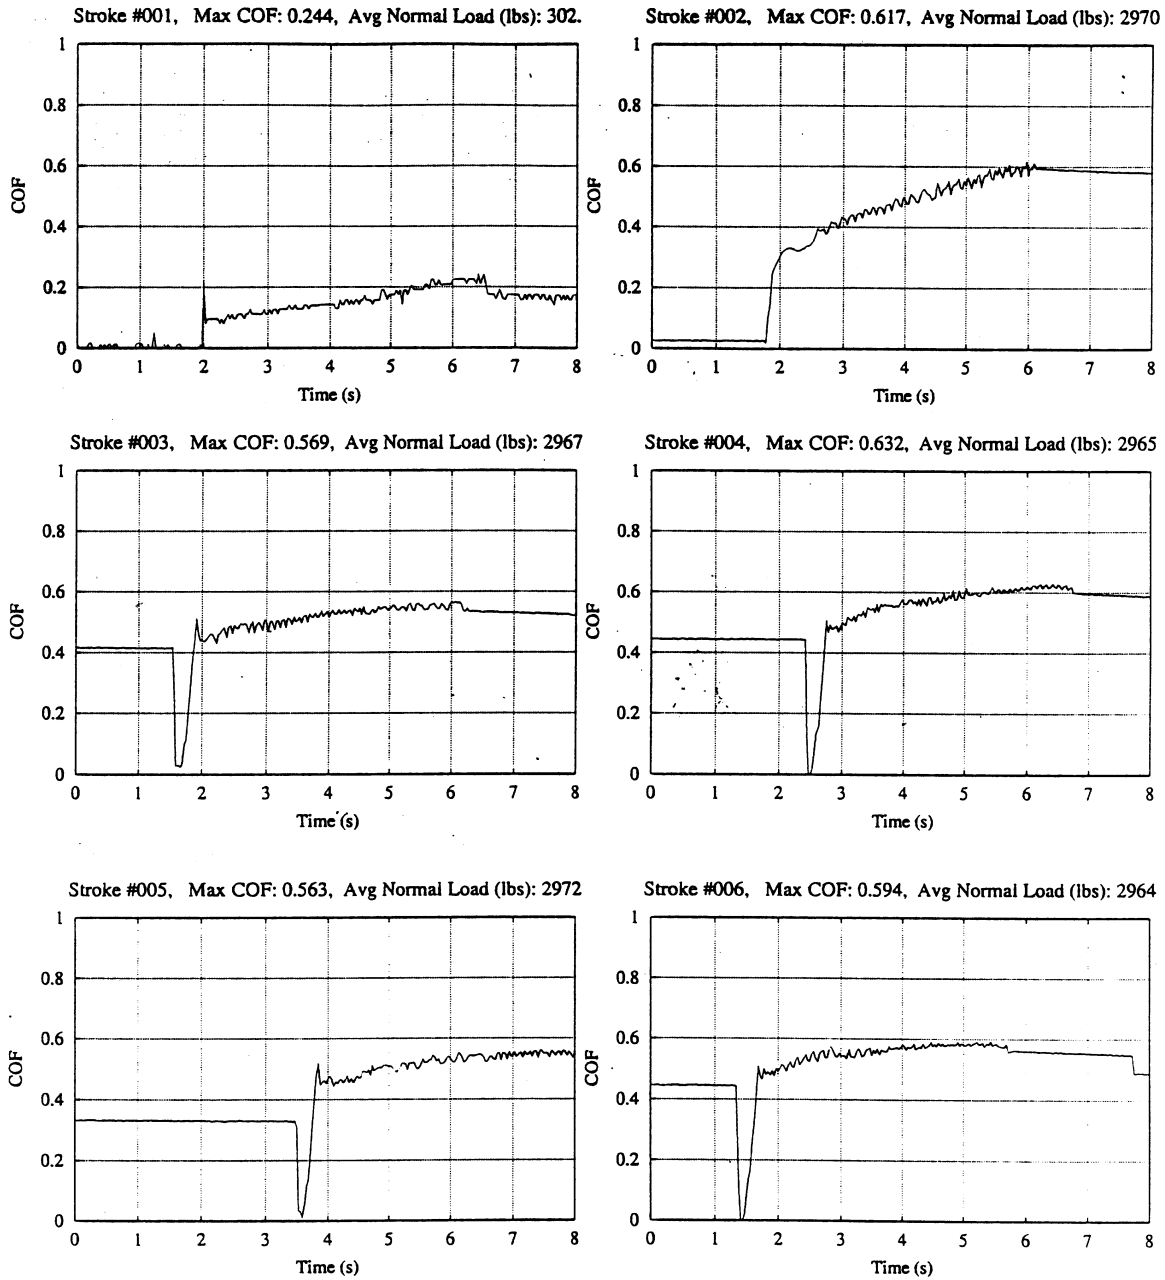 Stroke #001, Max COF: 0.244, Avg Normal Load (lbs): 302.
1
0.8
0.6
0.4
0.2
0
COF
0 1 2 3 4 5 6 7 8
Time (s)
Stroke #002, Max COF: 0.617, Avg Normal Load (lbs): 2970
1
0.8
0.6
0.4
0.2
0
COF
0 1 2 3 4 5 6 7 8
Time (s)
Stroke #003, Max COF: 0.569, Avg Normal Load (lbs): 2967
1
0.8
0.6
0.4
0.2
0
COF
0 1 2 3 4 5 6 7 8
Time (s)
Stroke #004, Max COF: 0.632, Avg Normal Load (lbs): 2965
1
0.8
0.6
0.4
0.2
0
COF
0 1 2 3 4 5 6 7 8
Time (s)
Stroke #005, Max COF: 0.563, Avg Normal Load (lbs): 2972
1
0.8
0.6
0.4
0.2
0
COF
0 1 2 3 4 5 6 7 8
Time (s)
Stroke #006, Max COF: 0.594, Avg Normal Load (lbs): 2964
1
0.8
0.6
0.4
0.2
0
COF
0 1 2 3 4 5 6 7 8
Time (s)